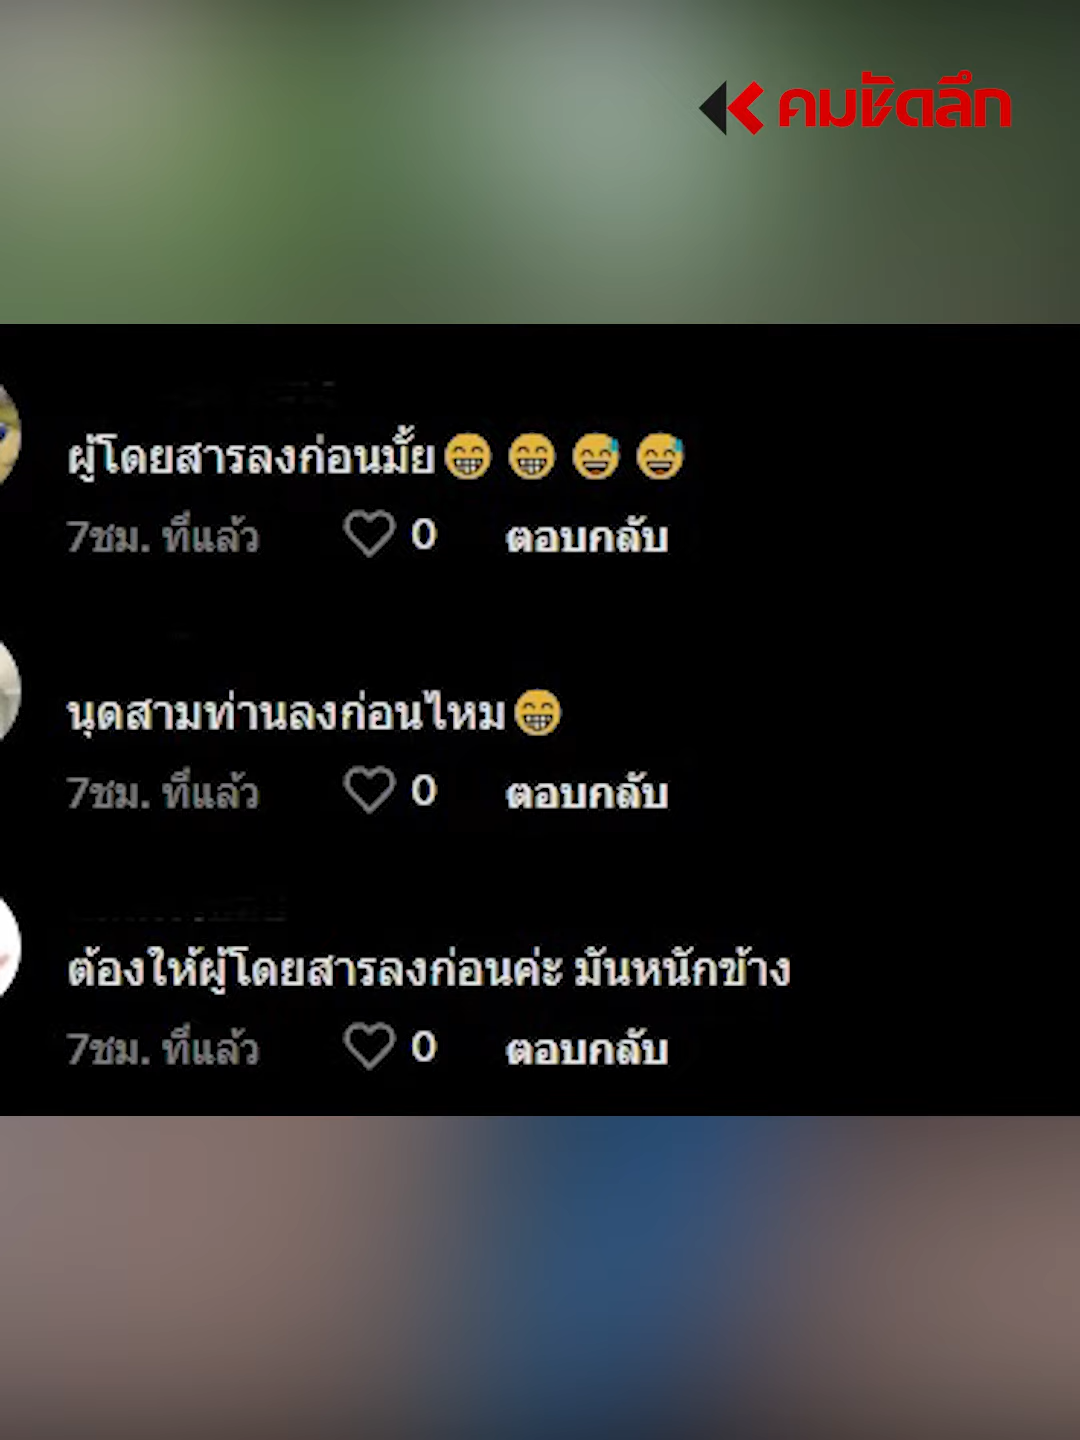 คมชัดลึก
ผู้โดยสารลงก่อนมั้ย😁😁😅😅
7ชม. ที่แล้ว 0 ตอบกลับ
นุดสามท่านลงก่อนไหม😁
7ชม. ที่แล้ว 0 ตอบกลับ
ต้องให้ผู้โดยสารลงก่อนค่ะ มันหนักข้าง
7ชม. ที่แล้ว 0 ตอบกลับ